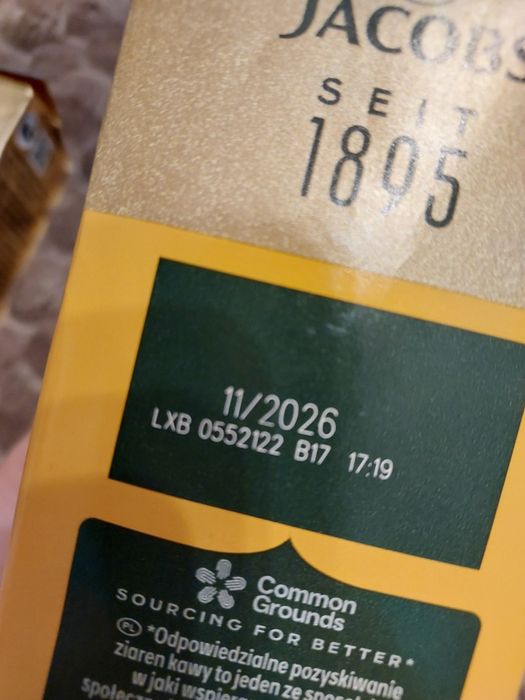 JACOBS
SEIT
1895
11/2026
LXB 0552122 B17 17:19
Common
Grounds
SOURCING FOR BETTER*
PL *Odpowiedzialne pozyskiwanie
ziaren kawy to jeden ze
w jaki